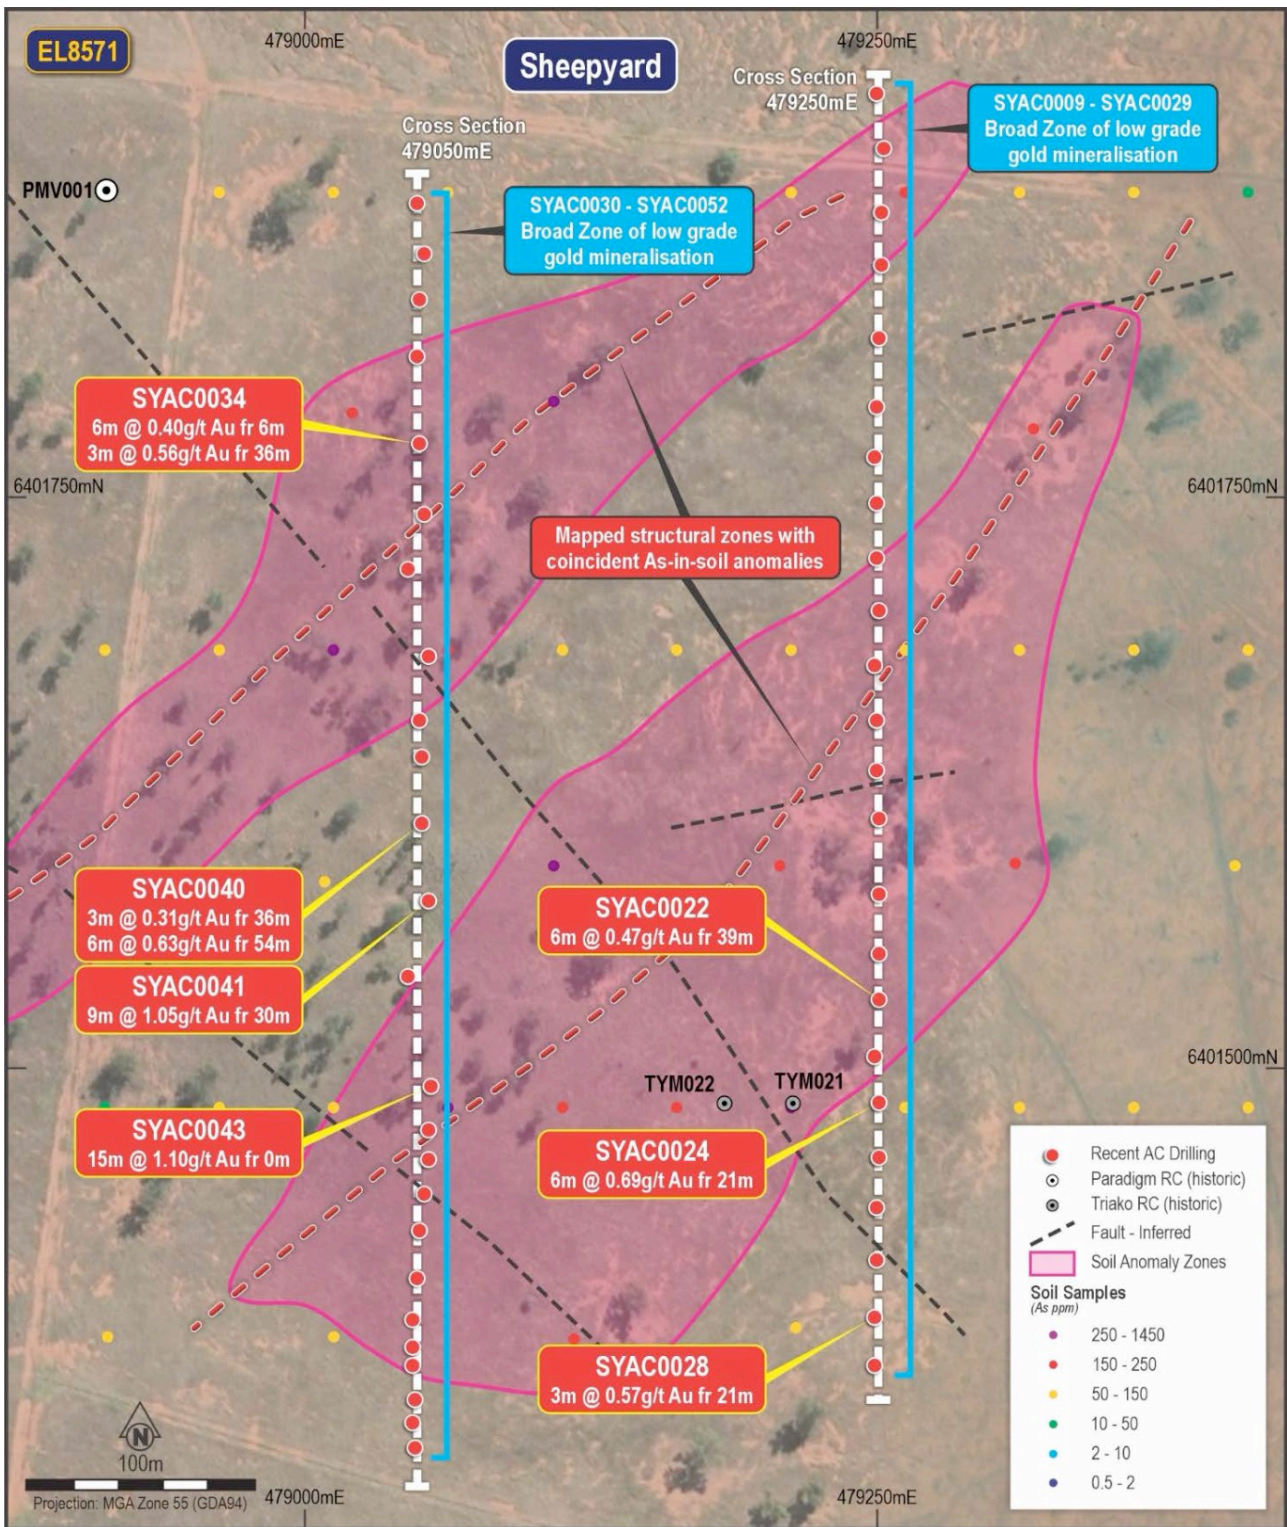 EL8571
479000mE
Sheepyard
479250mE
Cross Section
479250mE
SYAC0009 - SYAC0029
Broad Zone of low grade
gold mineralisation
Cross Section
479050mE
PMV001
SYAC0030 - SYAC0052
Broad Zone of low grade
gold mineralisation
SYAC0034
6m @ 0.40g/t Au fr 6m
3m @ 0.56g/t Au fr 36m
6401750mN
6401750mN
Mapped structural zones with
coincident As-in-soil anomalies
SYAC0040
3m @ 0.31g/t Au fr 36m
6m @ 0.63g/t Au fr 54m
SYAC0022
6m @ 0.47g/t Au fr 39m
SYAC0041
9m @ 1.05g/t Au fr 30m
6401500mN
TYM022
TYM021
SYAC0043
15m @ 1.10g/t Au fr 0m
SYAC0024
6m @ 0.69g/t Au fr 21m
SYAC0028
3m @ 0.57g/t Au fr 21m
Recent AC Drilling
Paradigm RC (historic)
Triako RC (historic)
Fault - Inferred
Soil Anomaly Zones
Soil Samples
(As ppm)
250 - 1450
150 - 250
50 - 150
10 - 50
2 - 10
0.5 - 2
N
100m
Projection: MGA Zone 55 (GDA94)
479000mE
479250mE